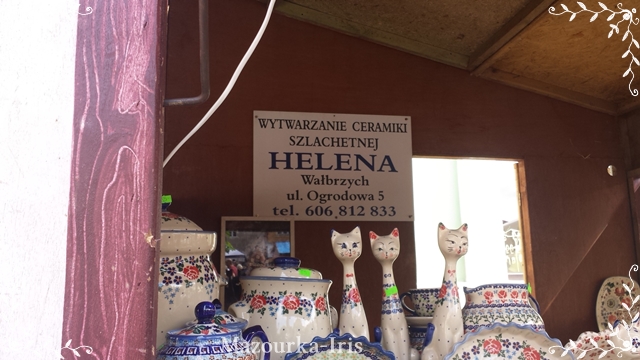 WYTWARZANIE CERAMIKI
SZLACHETNEJ
HELENA
Wałbrzych
ul. Ogrodowa 5
tel. 606 812 833
Mazourka-Iris